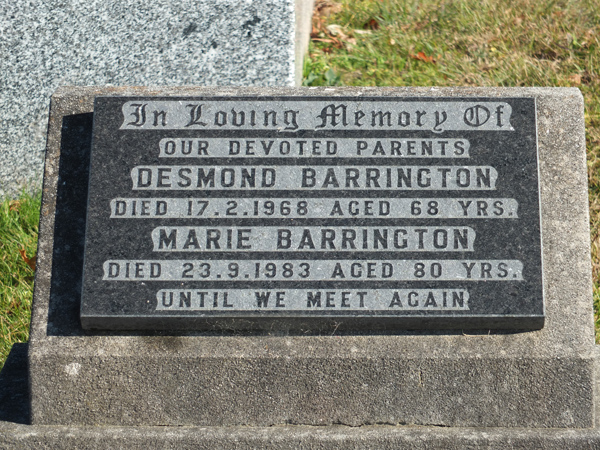 In Loving Memory Of
OUR DEVOTED PARENTS
DESMOND BARRINGTON
DIED 17.2.1968 AGED 68 YRS.
MARIE BARRINGTON
DIED 23.9.1983 AGED 80 YRS.
UNTIL WE MEET AGAIN